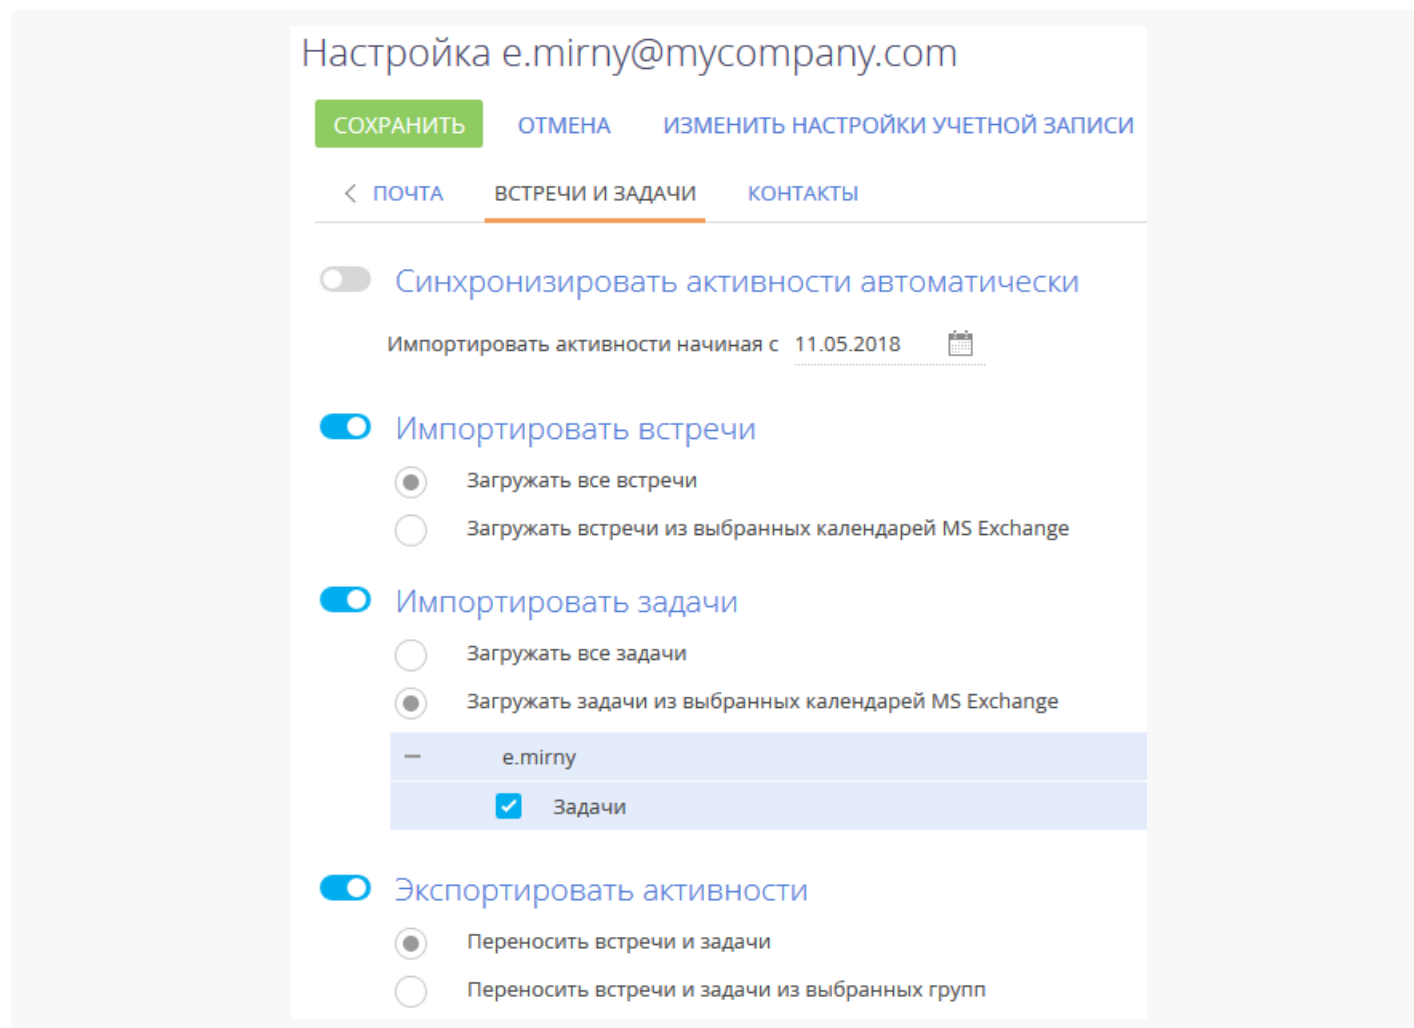 Настройка e.mirny@mycompany.com
СОХРАНИТЬ ОТМЕНА ИЗМЕНИТЬ НАСТРОЙКИ УЧЕТНОЙ ЗАПИСИ
ПОЧТА ВСТРЕЧИ И ЗАДАЧИ КОНТАКТЫ
Синхронизировать активности автоматически
Импортировать активности начиная с 11.05.2018
Импортировать встречи
Загружать все встречи
Загружать встречи из выбранных календарей MS Exchange
Импортировать задачи
Загружать все задачи
Загружать задачи из выбранных календарей MS Exchange
e.mirny
Задачи
Экспортировать активности
Переносить встречи и задачи
Переносить встречи и задачи из выбранных групп